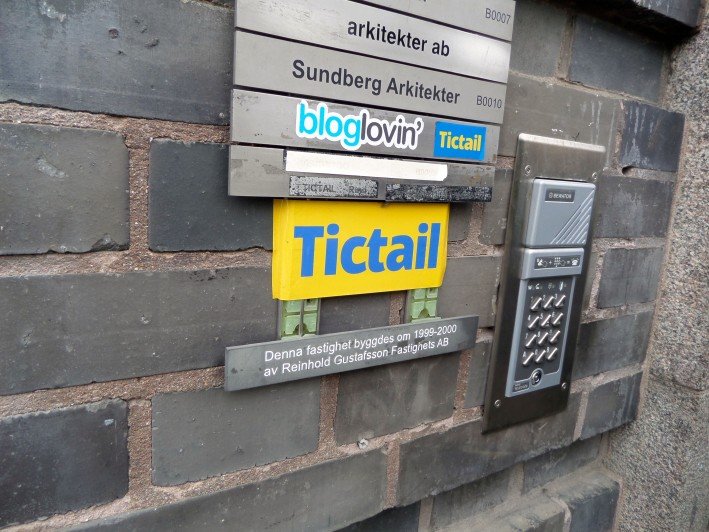 B0007
arkitekter ab
Sundberg Arkitekter B0010
bloglovin' Tictail
TICTAIL
Tictail
Denna fastighet byggdes om 1999-2000
av Reinhold Gustafsson Fastighets AB